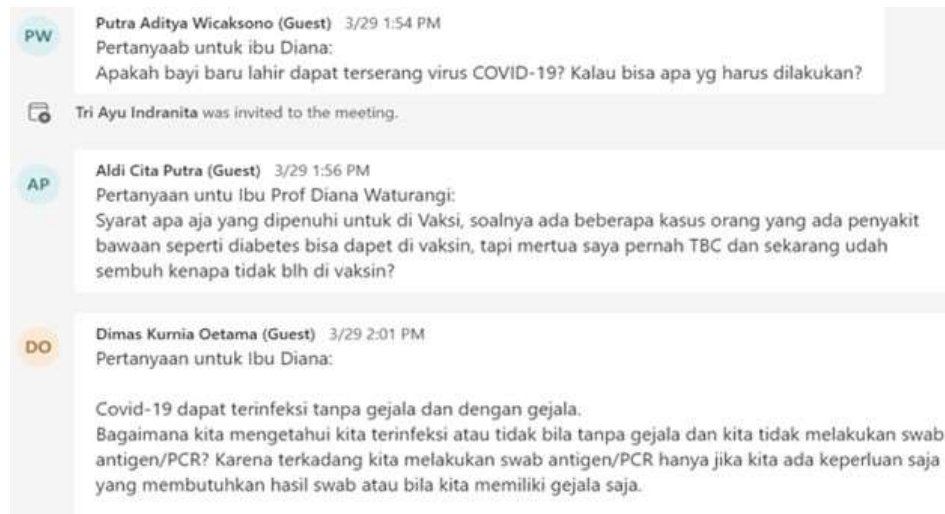 PW
Putra Aditya Wicaksono (Guest) 3/29 1:54 PM
Pertanyaab untuk ibu Diana:
Apakah bayi baru lahir dapat terserang virus COVID-19? Kalau bisa apa yg harus dilakukan?
Tri Ayu Indranita was invited to the meeting.
AP
Aldi Cita Putra (Guest) 3/29 1:56 PM
Pertanyaan untu Ibu Prof Diana Waturangi:
Syarat apa aja yang dipenuhi untuk di Vaksi, soalnya ada beberapa kasus orang yang ada penyakit
bawaan seperti diabetes bisa dapet di vaksin, tapi mertua saya pernah TBC dan sekarang udah
sembuh kenapa tidak blh di vaksin?
DO
Dimas Kurnia Oetama (Guest) 3/29 2:01 PM
Pertanyaan untuk Ibu Diana:
Covid-19 dapat terinfeksi tanpa gejala dan dengan gejala.
Bagaimana kita mengetahui kita terinfeksi atau tidak bila tanpa gejala dan kita tidak melakukan swab
antigen/PCR? Karena terkadang kita melakukan swab antigen/PCR hanya jika kita ada keperluan saja
yang membutuhkan hasil swab atau bila kita memiliki gejala saja.